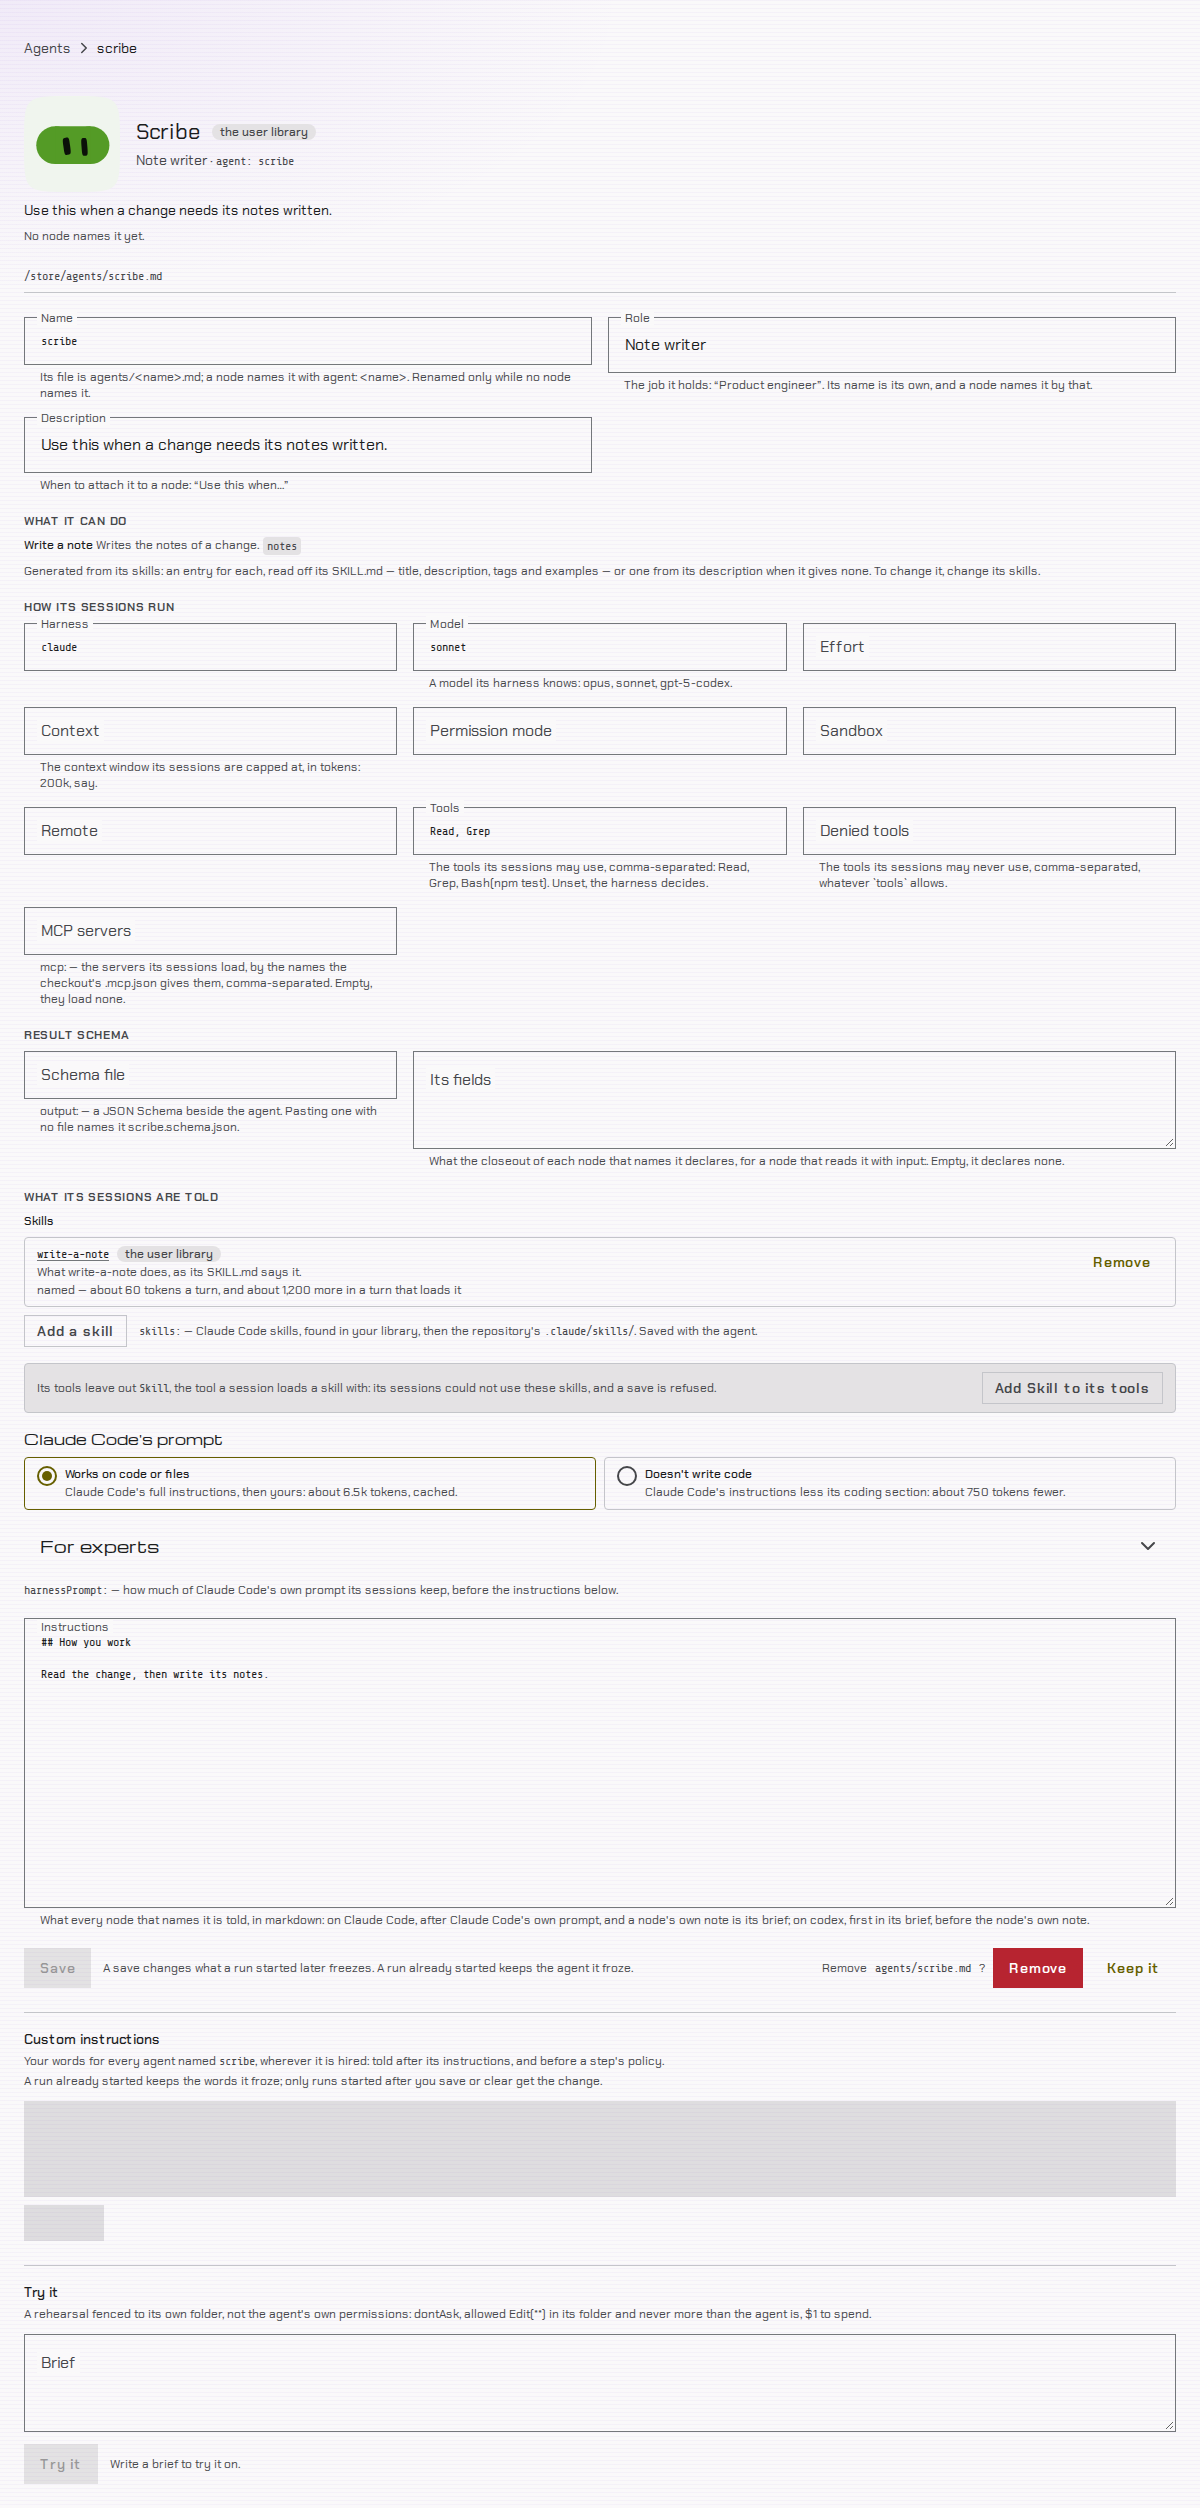 Agents > scribe
Scribe the user library
Note writer · agent: scribe
Use this when a change needs its notes written.
No node names it yet.
/store/agents/scribe.md
Name
scribe
Its file is agents/<name>.md; a node names it with agent: <name>. Renamed only while no node
names it.
Role
Note writer
The job it holds: “Product engineer”. Its name is its own, and a node names it by that.
Description
Use this when a change needs its notes written.
When to attach it to a node: “Use this when…”
WHAT IT CAN DO
Write a note Writes the notes of a change. notes
Generated from its skills: an entry for each, read off its SKILL.md — title, description, tags and examples — or one from its description when it gives none. To change it, change its skills.
HOW ITS SESSIONS RUN
Harness
claude
Model
sonnet
A model its harness knows: opus, sonnet, gpt-5-codex.
Effort
Context
The context window its sessions are capped at, in tokens:
200k, say.
Permission mode
Sandbox
Remote
Tools
Read, Grep
The tools its sessions may use, comma-separated: Read,
Grep, Bash(npm test). Unset, the harness decides.
Denied tools
The tools its sessions may never use, comma-separated,
whatever `tools` allows.
MCP servers
mcp: — the servers its sessions load, by the names the
checkout's .mcp.json gives them, comma-separated. Empty,
they load none.
RESULT SCHEMA
Schema file
output: — a JSON Schema beside the agent. Pasting one with
no file names it scribe.schema.json.
Its fields
What the closeout of each node that names it declares, for a node that reads it with input:. Empty, it declares none.
WHAT ITS SESSIONS ARE TOLD
Skills
write-a-note the user library
What write-a-note does, as its SKILL.md says it.
named — about 60 tokens a turn, and about 1,200 more in a turn that loads it
Remove
Add a skill
skills: — Claude Code skills, found in your library, then the repository's .claude/skills/. Saved with the agent.
Its tools leave out Skill, the tool a session loads a skill with: its sessions could not use these skills, and a save is refused.
Add Skill to its tools
Claude Code's prompt
Works on code or files
Claude Code's full instructions, then yours: about 6.5k tokens, cached.
Doesn't write code
Claude Code's instructions less its coding section: about 750 tokens fewer.
For experts
harnessPrompt: — how much of Claude Code's own prompt its sessions keep, before the instructions below.
Instructions
## How you work
Read the change, then write its notes.
What every node that names it is told, in markdown: on Claude Code, after Claude Code's own prompt, and a node's own note is its brief; on codex, first in its brief, before the node's own note.
Save
A save changes what a run started later freezes. A run already started keeps the agent it froze.
Remove agents/scribe.md ?
Remove
Keep it
Custom instructions
Your words for every agent named scribe, wherever it is hired: told after its instructions, and before a step's policy.
A run already started keeps the words it froze; only runs started after you save or clear get the change.
Try it
A rehearsal fenced to its own folder, not the agent's own permissions: dontAsk, allowed Edit(**) in its folder and never more than the agent is, $1 to spend.
Brief
Try it
Write a brief to try it on.